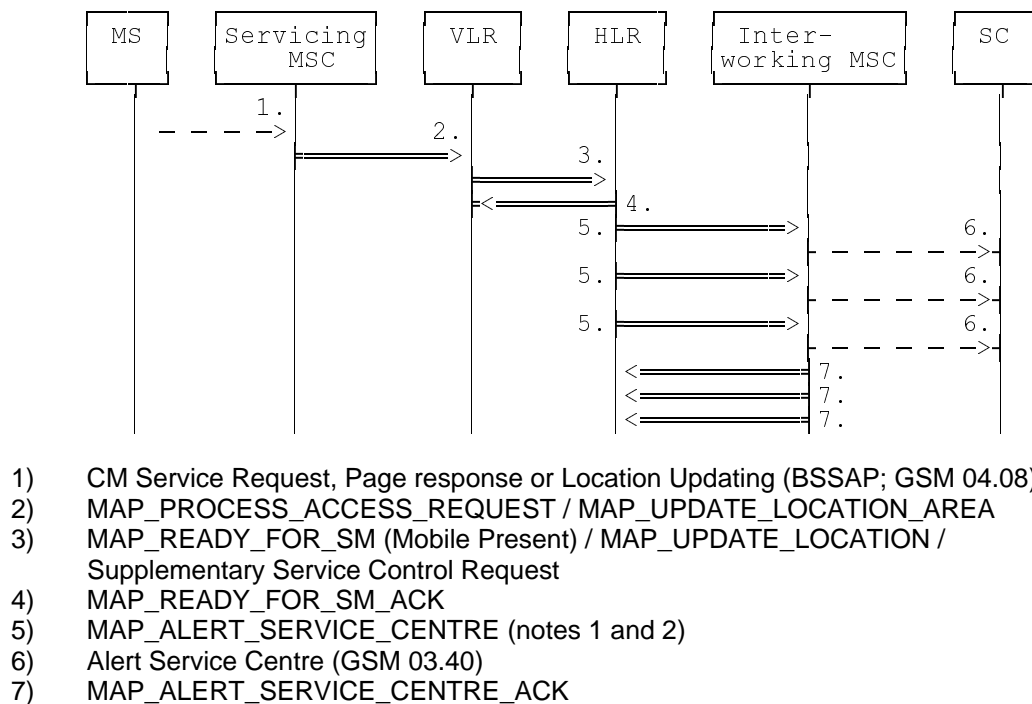 MS Servicing VLR HLR Inter- SC
MSC working MSC
1.
2.
3.
4.
5. 6.
5. 6.
5. 6.
7.
7.
7.
1) CM Service Request, Page response or Location Updating (BSSAP; GSM 04.08)
2) MAP_PROCESS_ACCESS_REQUEST / MAP_UPDATE_LOCATION_AREA
3) MAP_READY_FOR_SM (Mobile Present) / MAP_UPDATE_LOCATION /
Supplementary Service Control Request
4) MAP_READY_FOR_SM_ACK
5) MAP_ALERT_SERVICE_CENTRE (notes 1 and 2)
6) Alert Service Centre (GSM 03.40)
7) MAP_ALERT_SERVICE_CENTRE_ACK